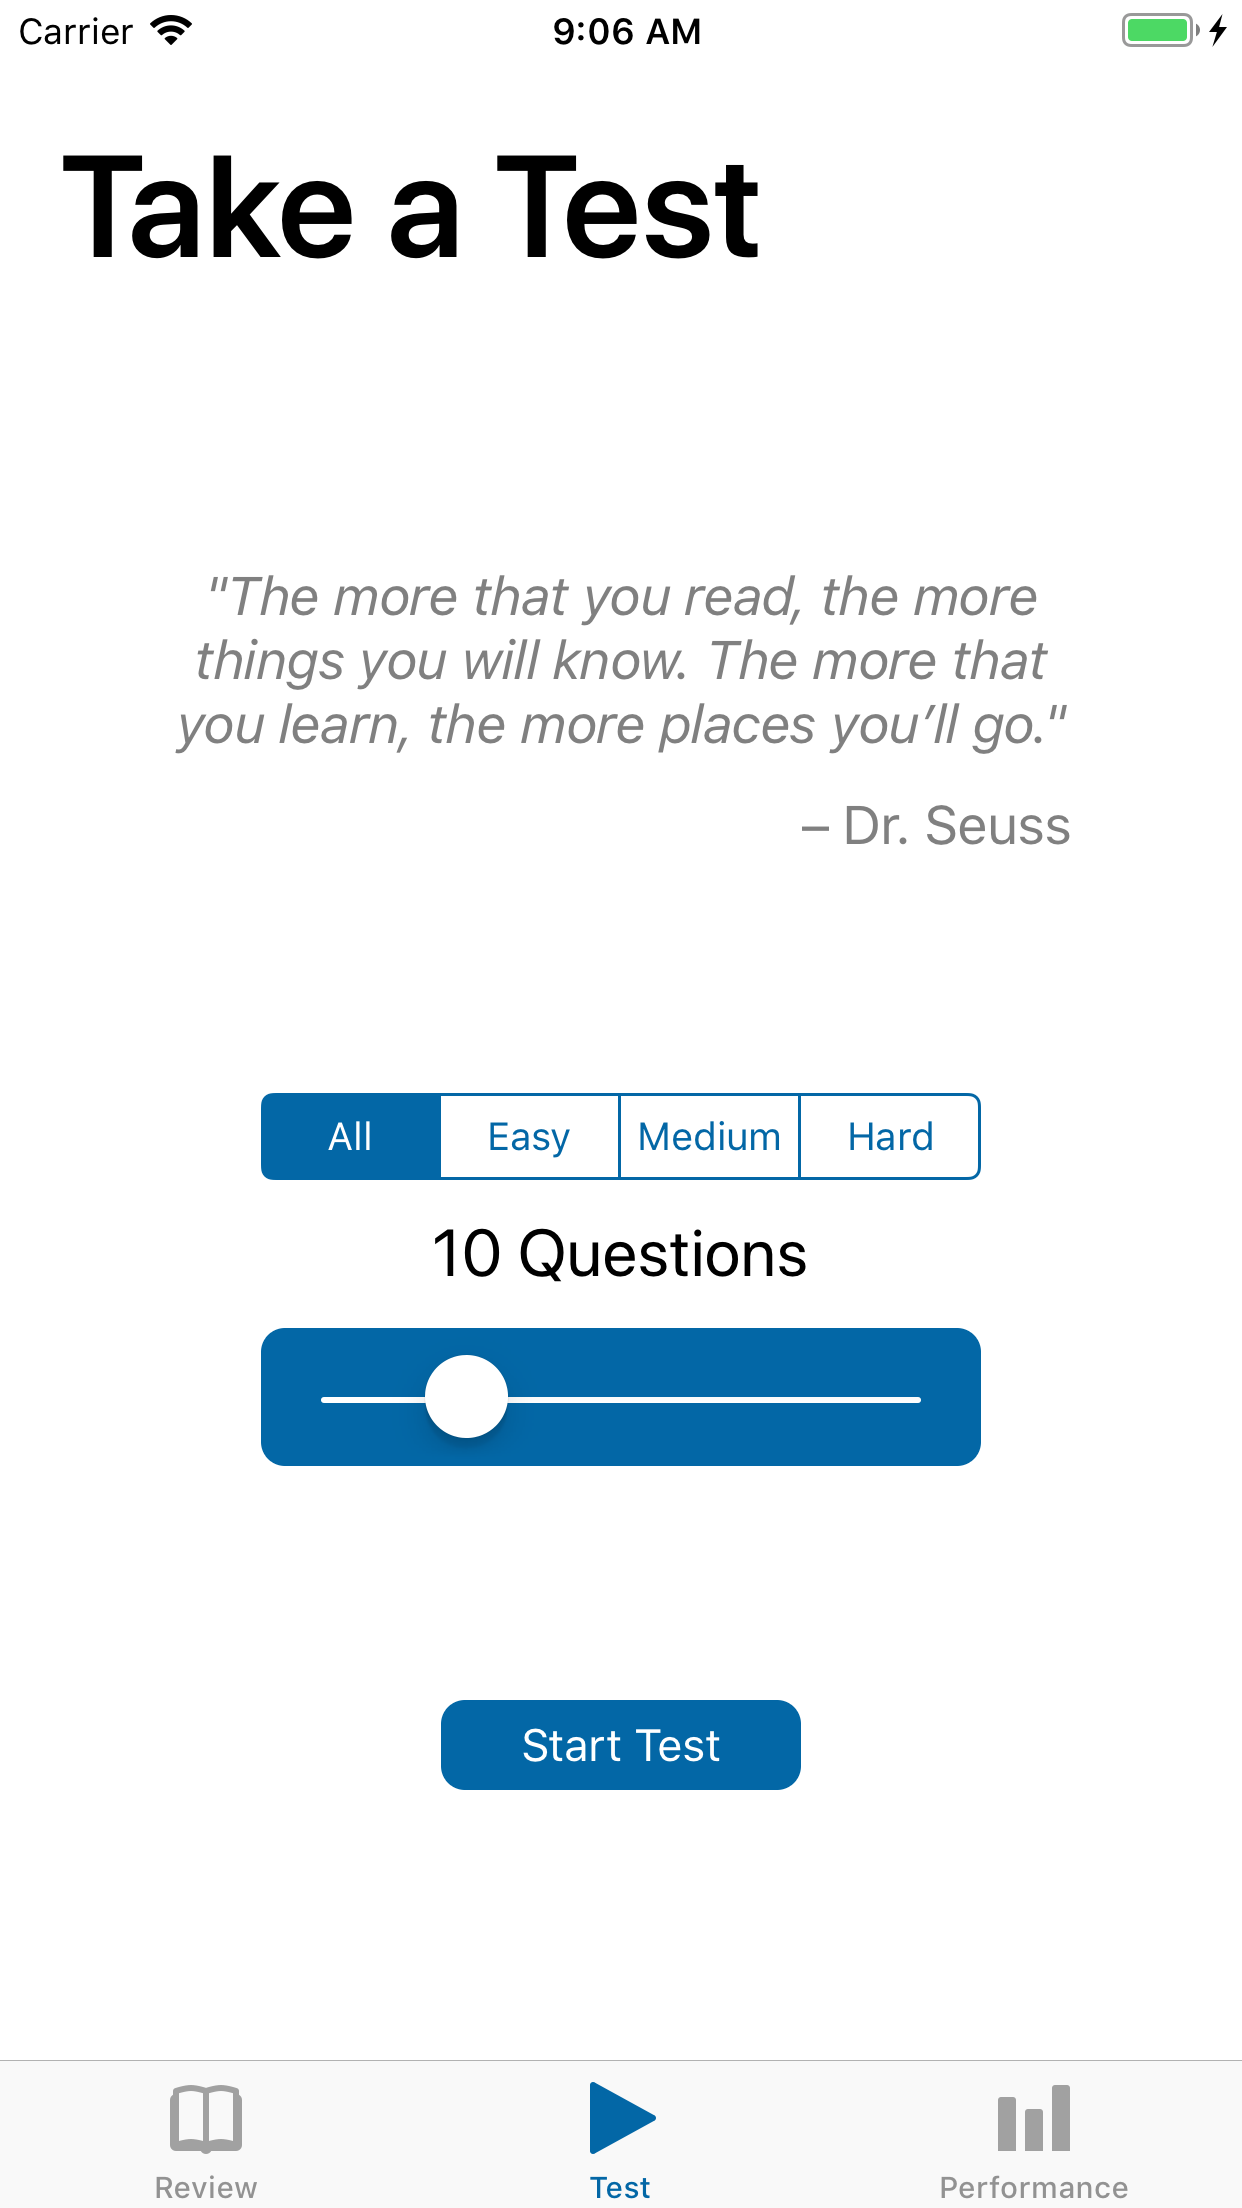 Carrier 9:06 AM
Take a Test
"The more that you read, the more
things you will know. The more that
you learn, the more places you’ll go."
– Dr. Seuss
All Easy Medium Hard
10 Questions
Start Test
Review Test Performance